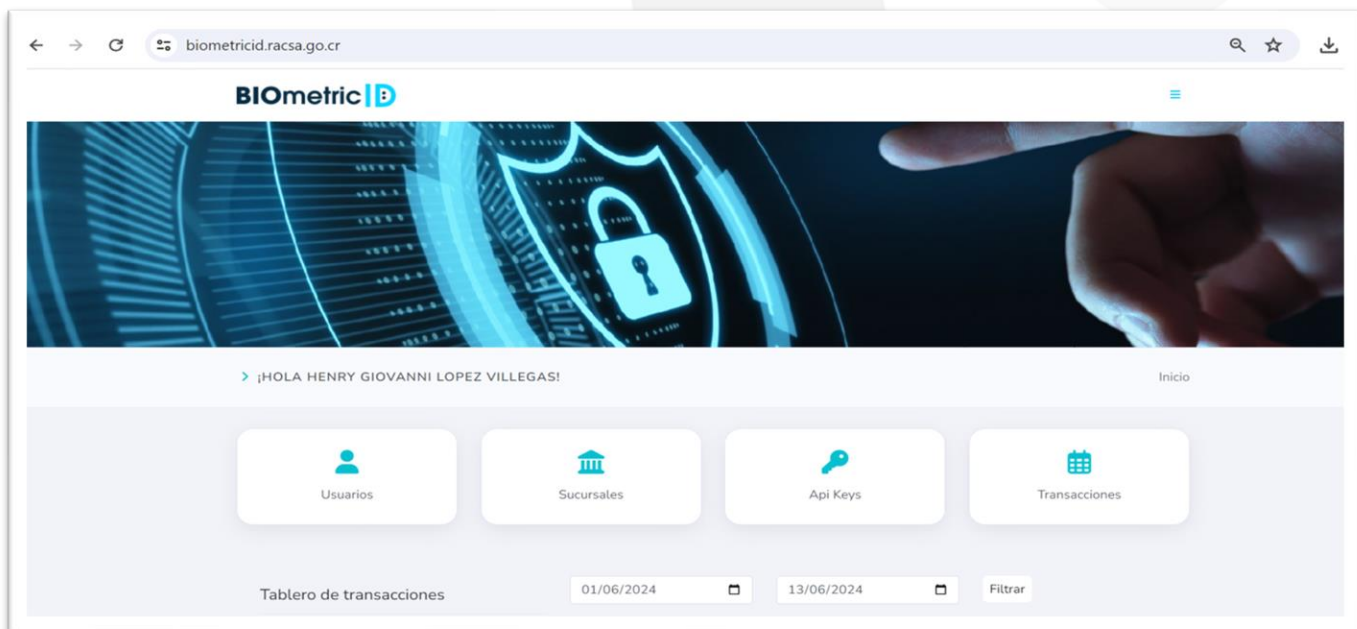 biometricid.racsa.go.cr
BIOmetric ID
¡HOLA HENRY GIOVANNI LOPEZ VILLEGAS!
Inicio
Usuarios
Sucursales
Api Keys
Transacciones
Tablero de transacciones
01/06/2024
13/06/2024
Filtrar